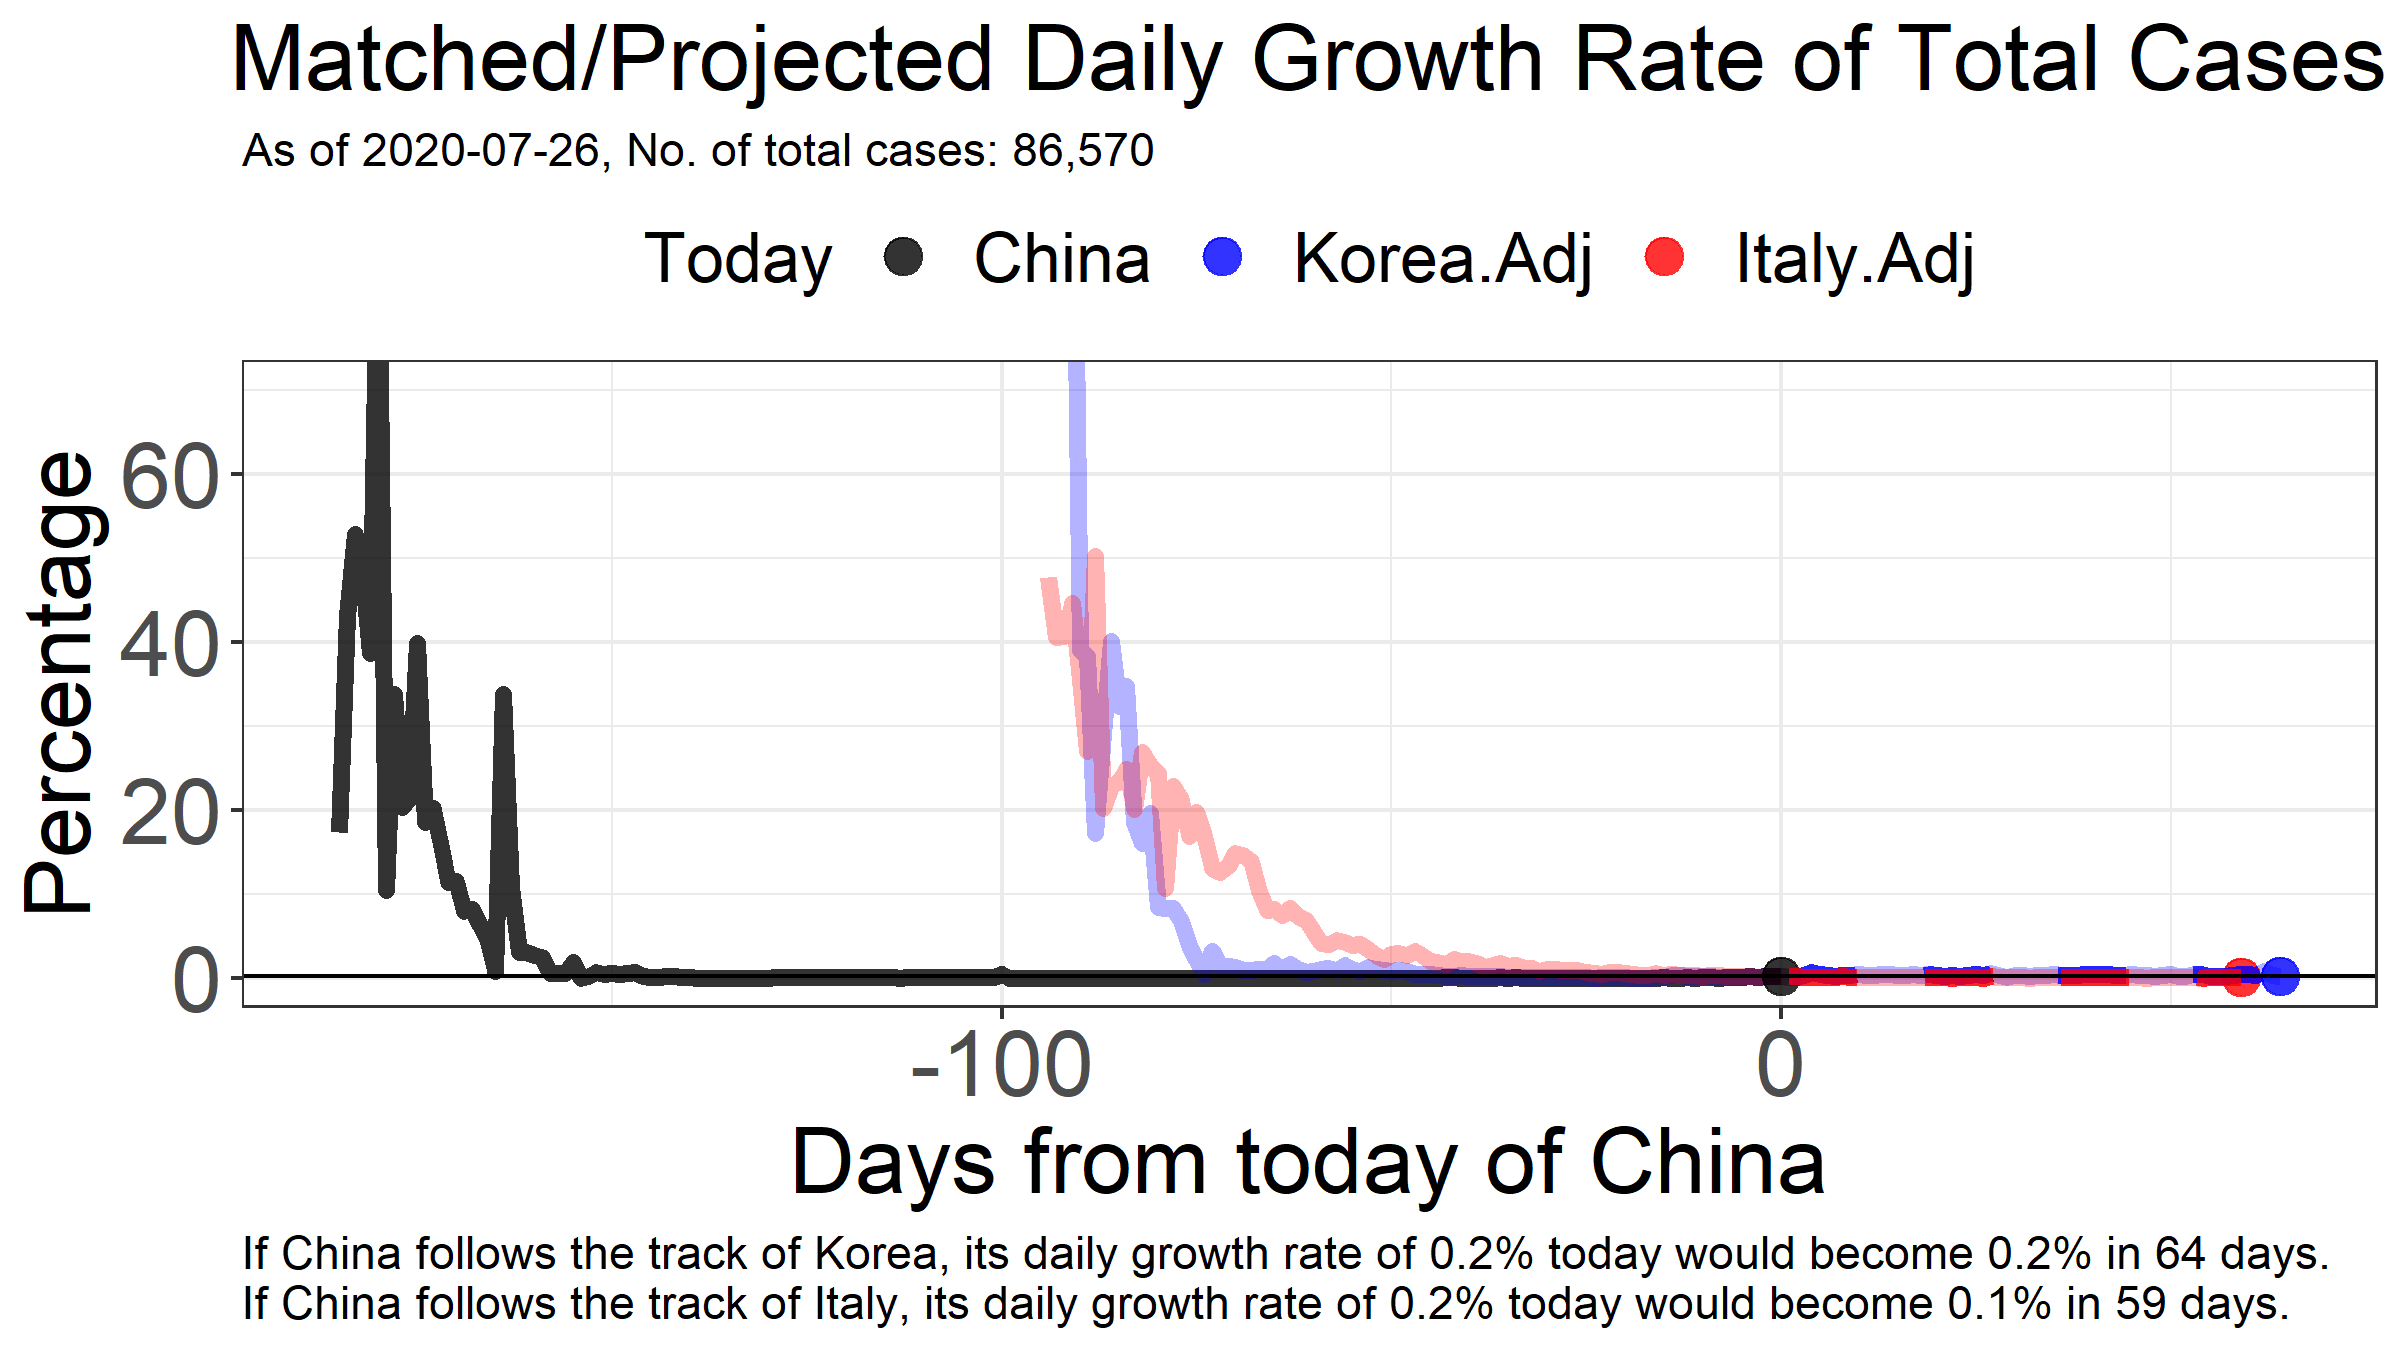 Matched/Projected Daily Growth Rate of Total Cases
As of 2020-07-26, No. of total cases: 86,570
Today China Korea.Adj Italy.Adj
Percentage
60
40
20
0
-100 0
Days from today of China
If China follows the track of Korea, its daily growth rate of 0.2% today would become 0.2% in 64 days.
If China follows the track of Italy, its daily growth rate of 0.2% today would become 0.1% in 59 days.